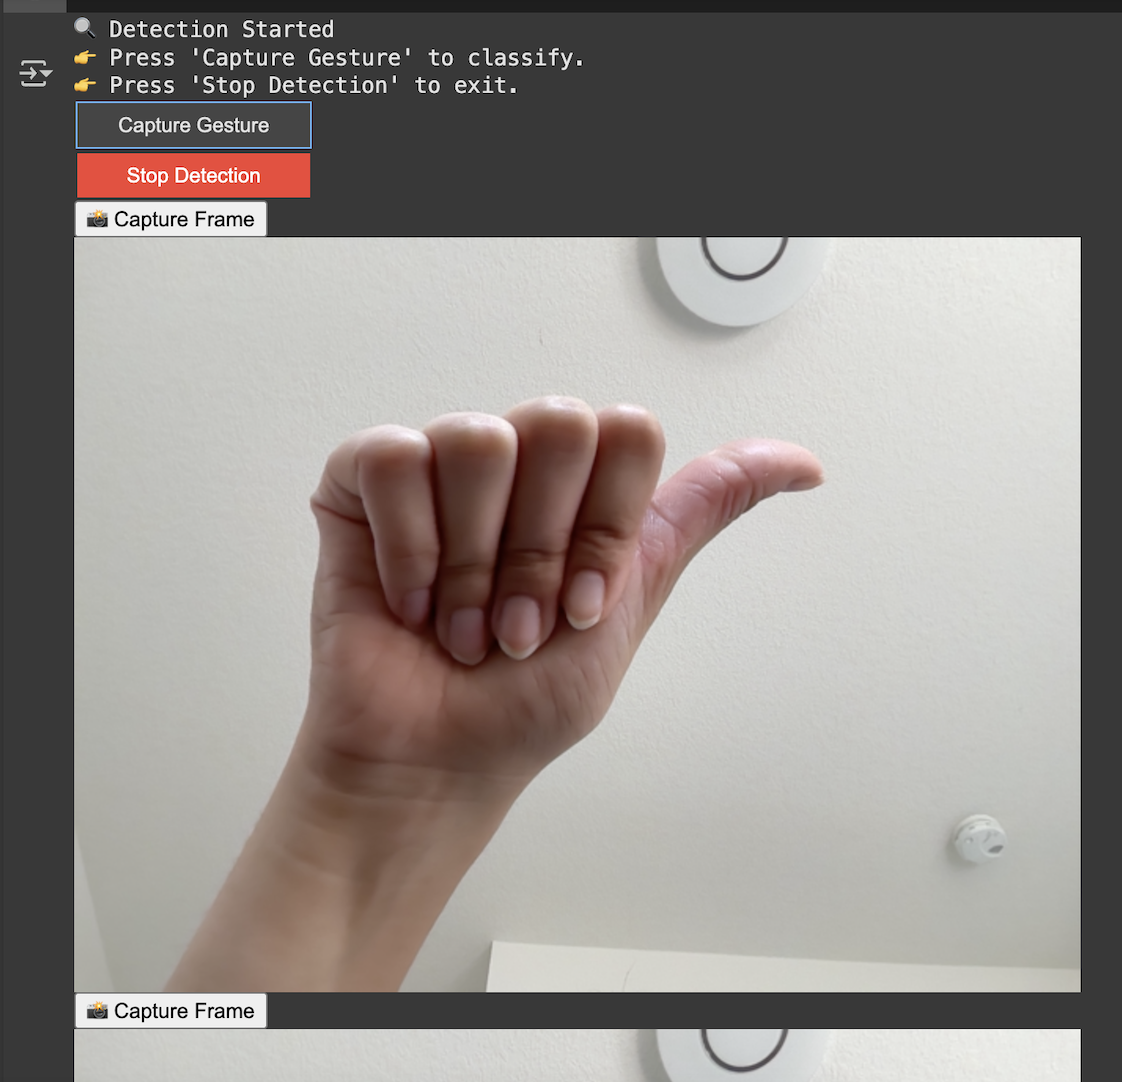 🔍 Detection Started
👉 Press 'Capture Gesture' to classify.
👉 Press 'Stop Detection' to exit.
Capture Gesture
Stop Detection
📸 Capture Frame
📸 Capture Frame